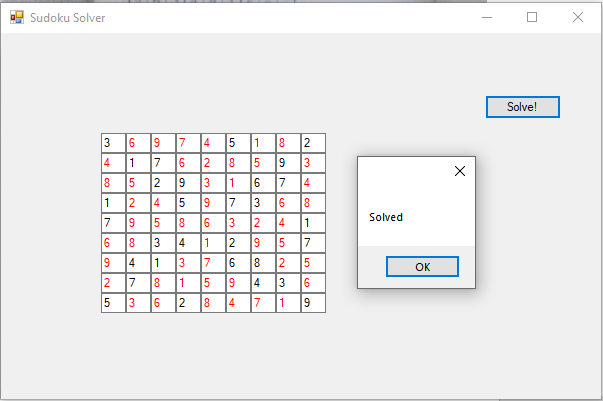 Sudoku Solver
Solve!
3 6 9 7 4 5 1 8 2
4 1 7 6 2 8 5 9 3
8 5 2 9 3 1 6 7 4
1 2 4 5 9 7 3 6 8
7 9 5 8 6 3 2 4 1
6 8 3 4 1 2 9 5 7
9 4 1 3 7 6 8 2 5
2 7 8 1 5 9 4 3 6
5 3 6 2 8 4 7 1 9
Solved
OK